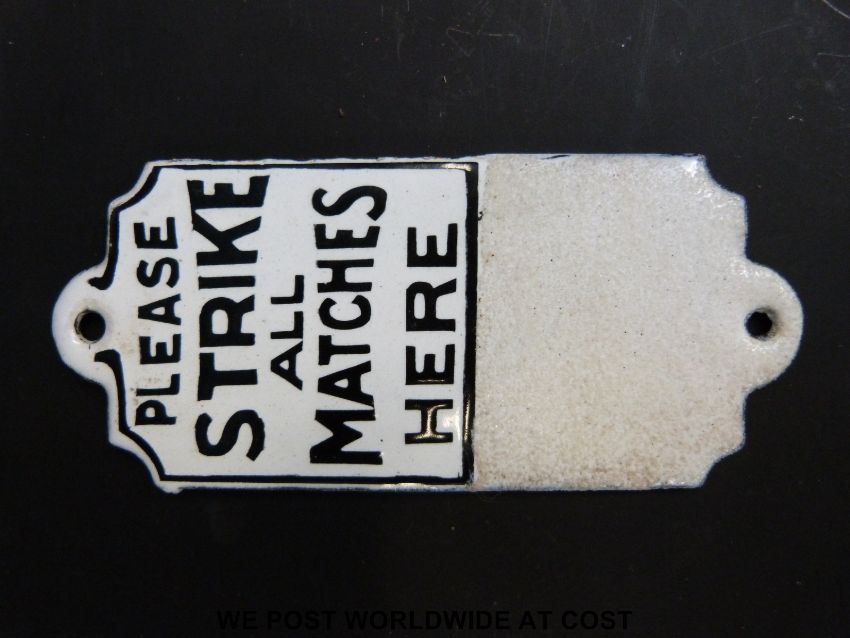 PLEASE
STRIKE
ALL
MATCHES
HERE
WE POST WORLDWIDE AT COST